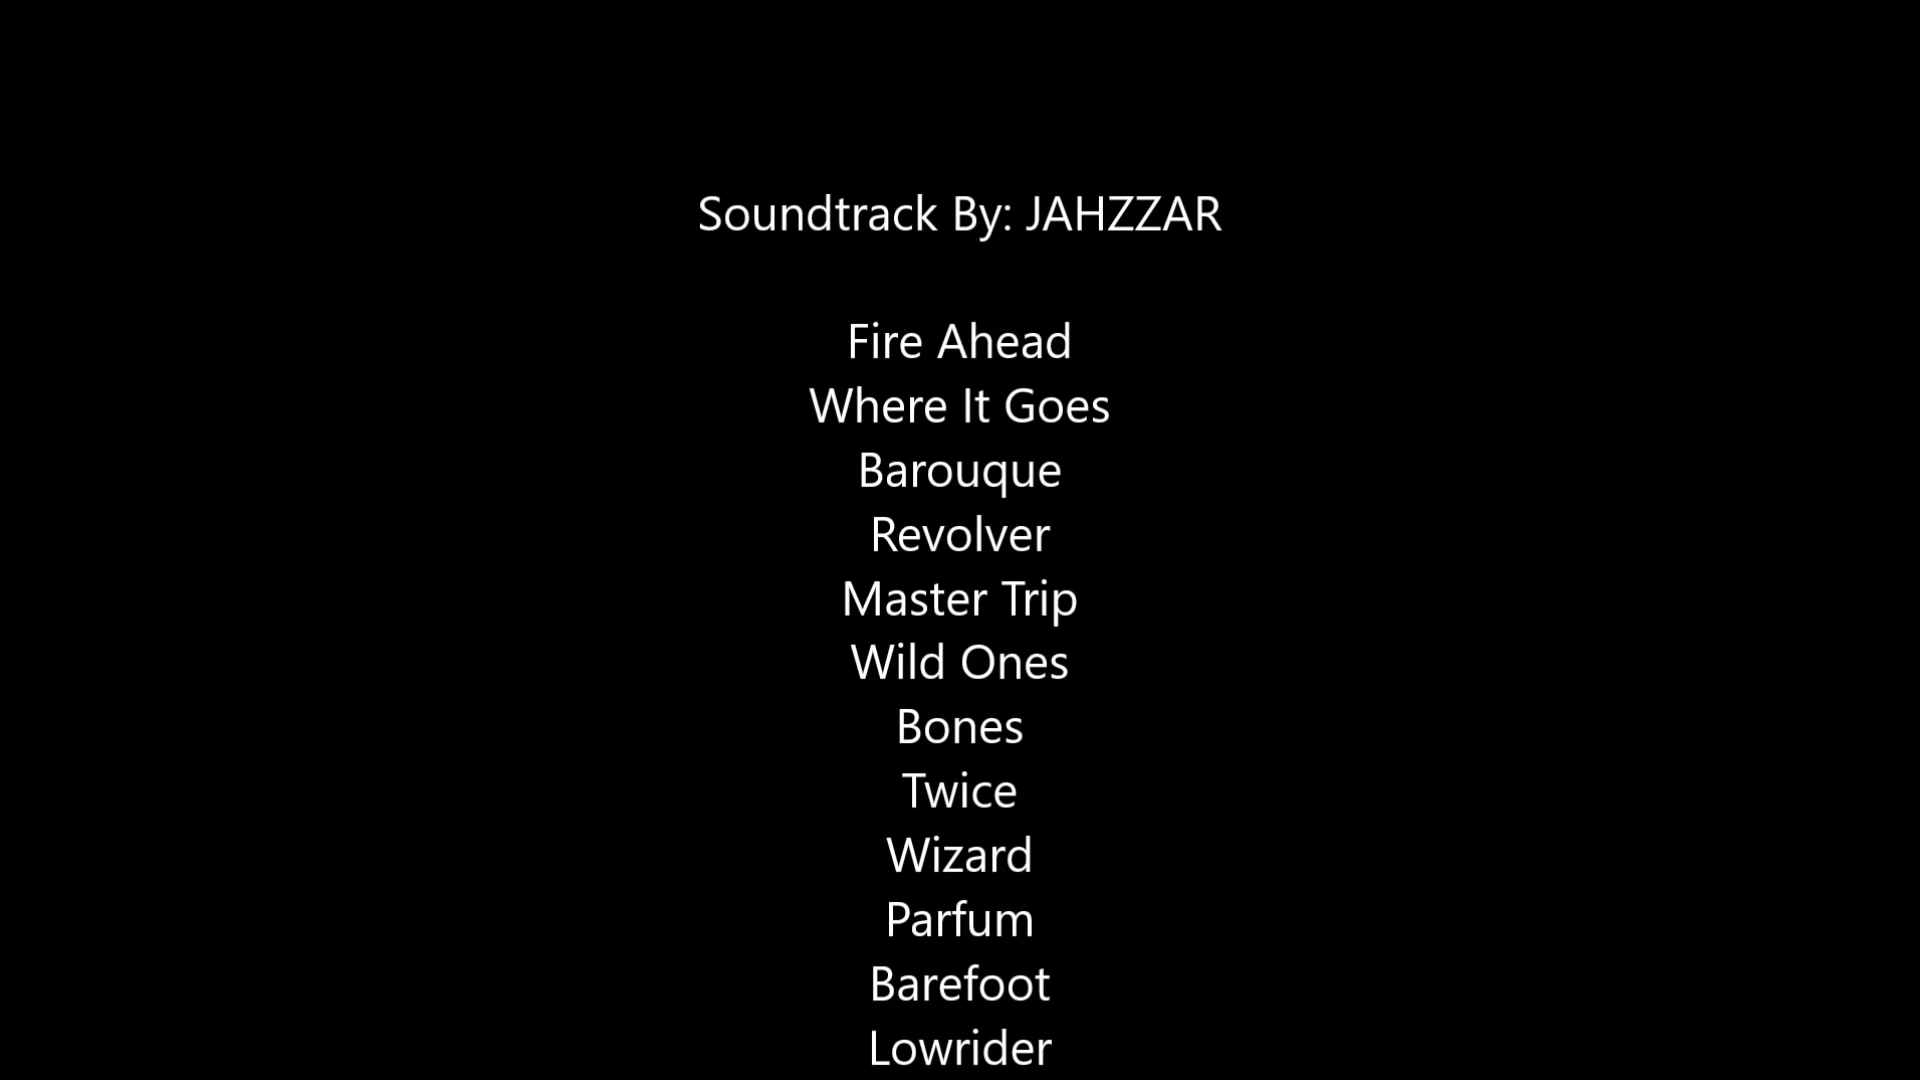 Soundtrack By: JAHZZAR
Fire Ahead
Where It Goes
Barouque
Revolver
Master Trip
Wild Ones
Bones
Twice
Wizard
Parfum
Barefoot
Lowrider